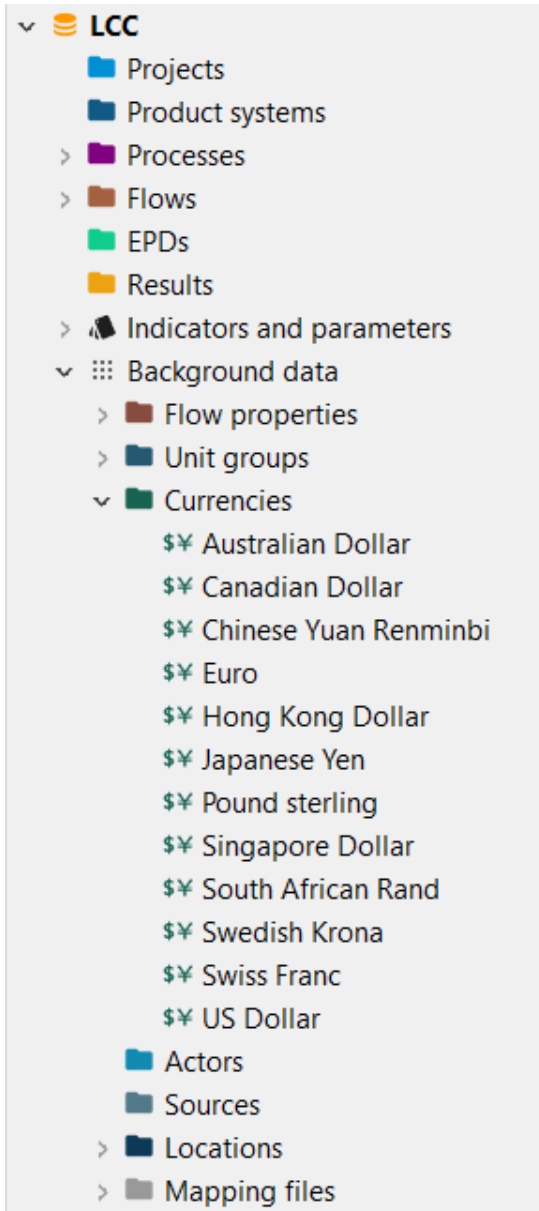 LCC
Projects
Product systems
Processes
Flows
EPDs
Results
Indicators and parameters
Background data
Flow properties
Unit groups
Currencies
$¥ Australian Dollar
$¥ Canadian Dollar
$¥ Chinese Yuan Renminbi
$¥ Euro
$¥ Hong Kong Dollar
$¥ Japanese Yen
$¥ Pound sterling
$¥ Singapore Dollar
$¥ South African Rand
$¥ Swedish Krona
$¥ Swiss Franc
$¥ US Dollar
Actors
Sources
Locations
Mapping files